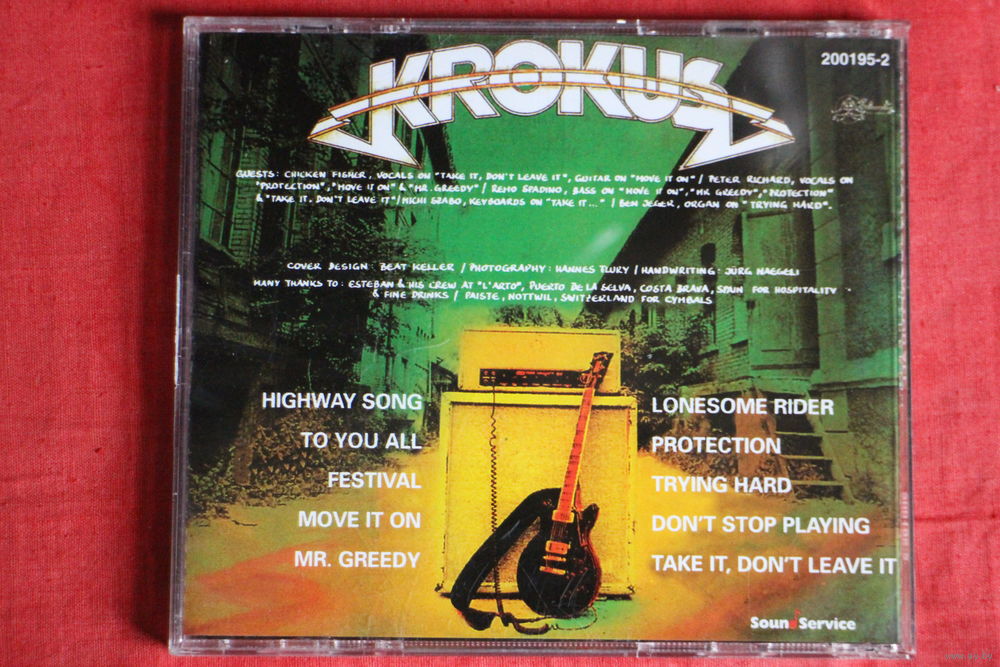 KROKUS
200195-2
GUESTS: CHICKEN FISHER, VOCALS ON "TAKE IT, DON'T LEAVE IT", GUITAR ON "MOVE IT ON" / PETER RICHARD, VOCALS ON
"PROTECTION", "MOVE IT ON" & "MR. GREEDY" / REMO SPADINO, BASS ON "MOVE IT ON", "MR GREEDY", "PROTECTION"
& "TAKE IT, DON'T LEAVE IT" / MICHI SZABO, KEYBOARDS ON "TAKE IT..." / BEN JEGER, ORGAN ON "TRYING HARD".
COVER DESIGN: BEAT KELLER / PHOTOGRAPHY: HANNES FLURY / HANDWRITING: JÜRG NAEGELI
MANY THANKS TO: ESTEBAN & HIS CREW AT "L'ARTO", PUERTO DE LA SELVA, COSTA BRAVA, SPAIN FOR HOSPITALITY
& FINE DRINKS / PAISTE, NOTTWIL, SWITZERLAND FOR CYMBALS
HIGHWAY SONG
TO YOU ALL
FESTIVAL
MOVE IT ON
MR. GREEDY
LONESOME RIDER
PROTECTION
TRYING HARD
DON'T STOP PLAYING
TAKE IT, DON'T LEAVE IT
Sound Service